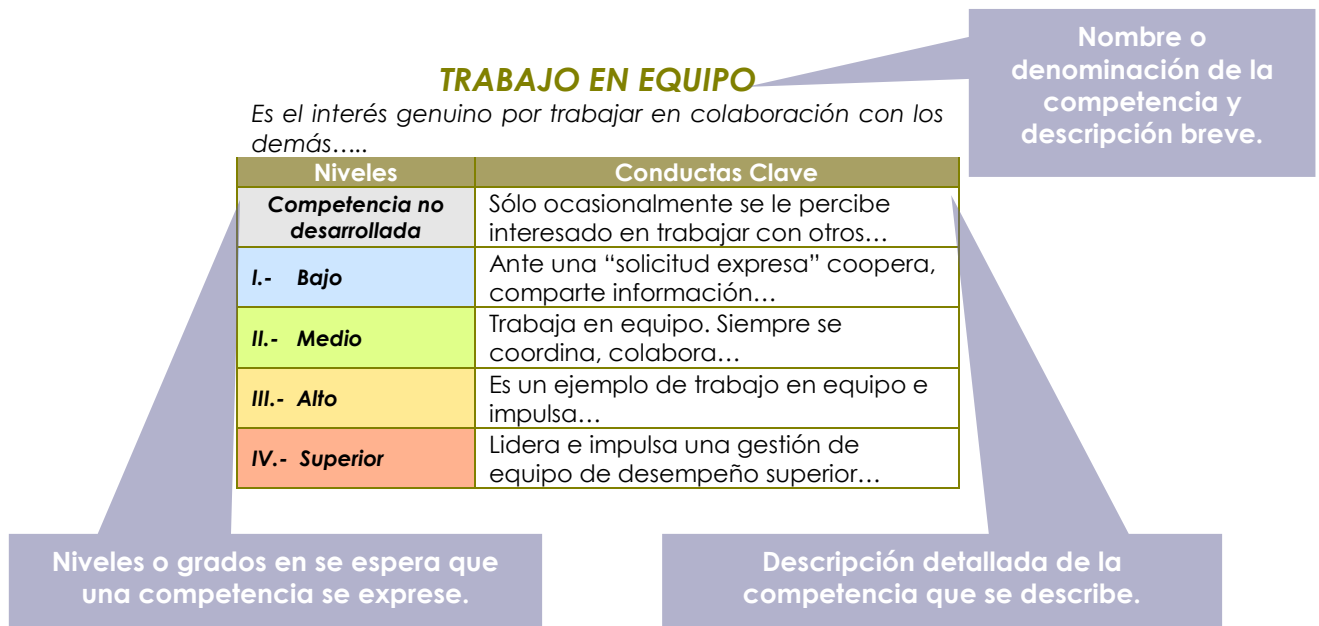 Nombre o
denominación de la
competencia y
descripción breve.
TRABAJO EN EQUIPO
Es el interés genuino por trabajar en colaboración con los
demás…..
Niveles
Conductas Clave
Competencia no
desarrollada
Sólo ocasionalmente se le percibe
interesado en trabajar con otros…
I.- Bajo
Ante una “solicitud expresa” coopera,
comparte información…
II.- Medio
Trabaja en equipo. Siempre se
coordina, colabora…
III.- Alto
Es un ejemplo de trabajo en equipo e
impulsa…
IV.- Superior
Lidera e impulsa una gestión de
equipo de desempeño superior…
Niveles o grados en se espera que
una competencia se exprese.
Descripción detallada de la
competencia que se describe.